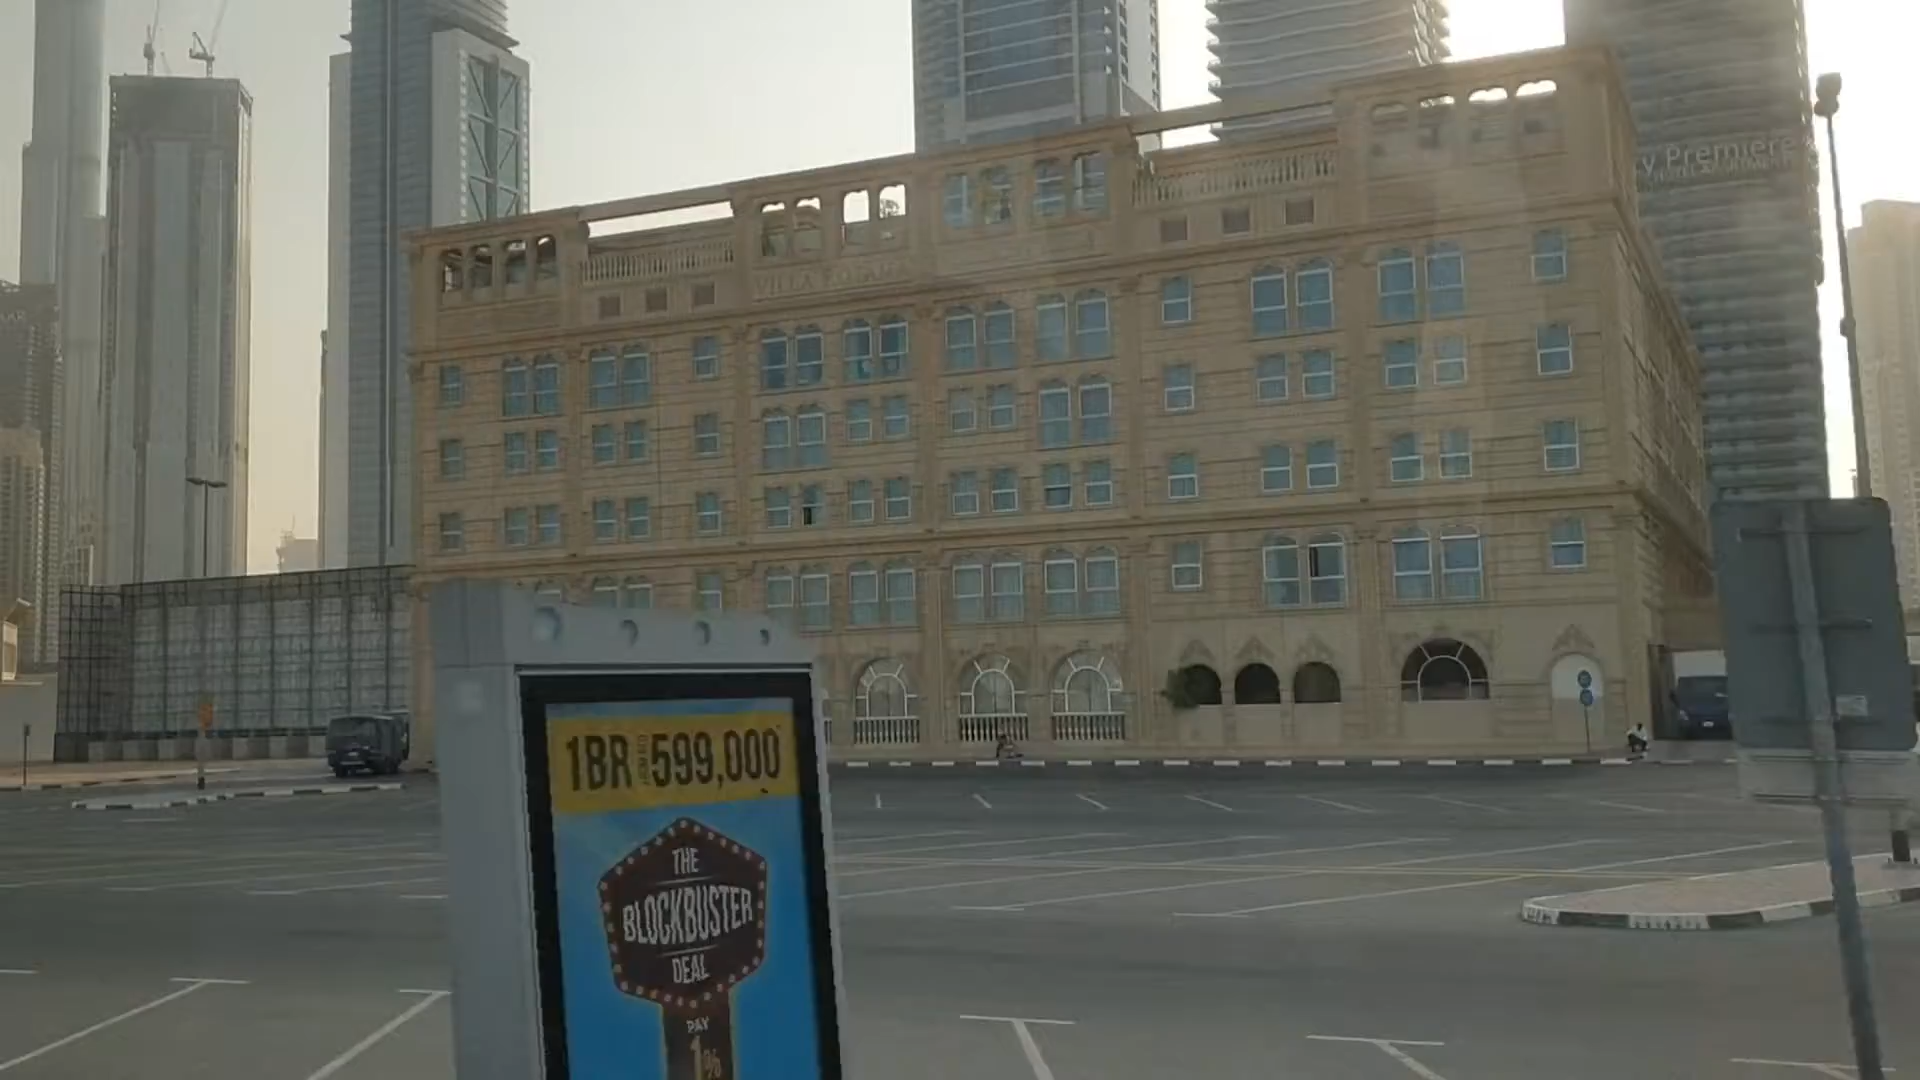 y Premiere
VILLA ROTANA
1BR 599,000
THE
BLOCKBUSTER
DEAL
PAY
1%